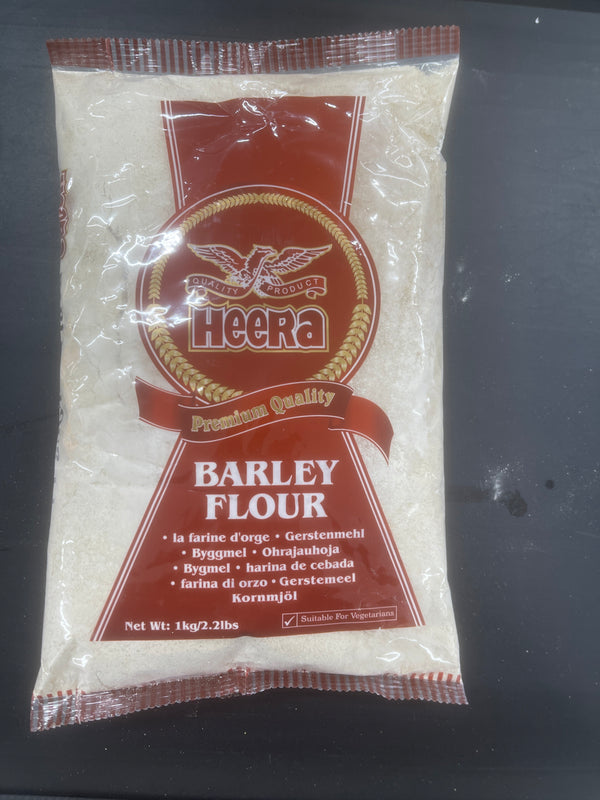 QUALITY PRODUCT
HEERA
Premium Quality
BARLEY
FLOUR
• la farine d'orge • Gerstenmehl
• Byggmel • Ohrajauhoja
• Bygmel • harina de cebada
• farina di orzo • Gerstemeel
Kornmjöl
Net Wt: 1kg/2.2lbs
Suitable For Vegetarians